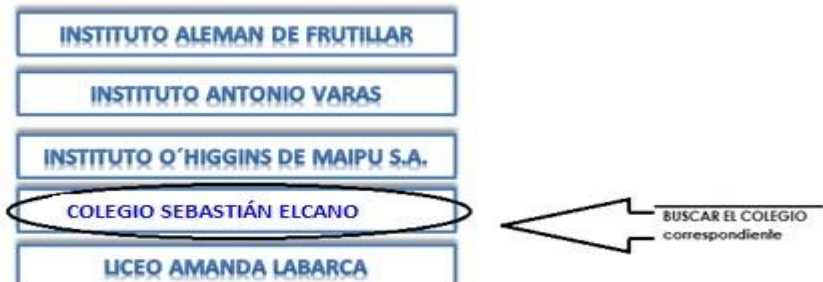 INSTITUTO ALEMAN DE FRUTILLAR
INSTITUTO ANTONIO VARAS
INSTITUTO O´HIGGINS DE MAIPU S.A.
COLEGIO SEBASTIÁN ELCANO
BUSCAR EL COLEGIO
correspondiente
LICEO AMANDA LABARCA